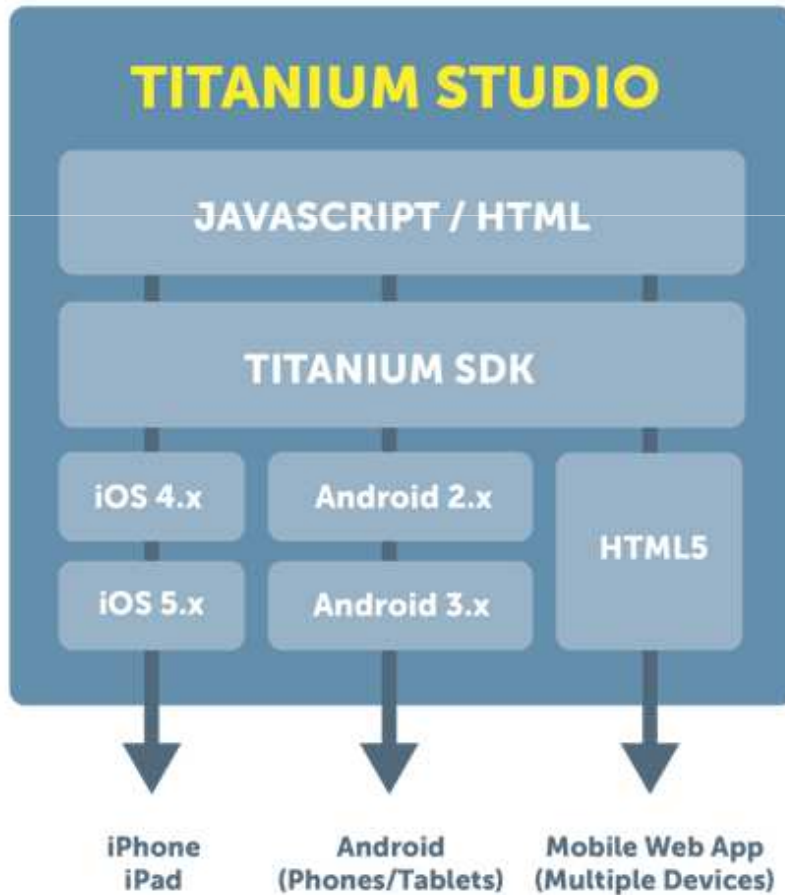 TITANIUM STUDIO
JAVASCRIPT / HTML
TITANIUM SDK
iOS 4.x
Android 2.x
HTML5
iOS 5.x
Android 3.x
iPhone
iPad
Android
(Phones/Tablets)
Mobile Web App
(Multiple Devices)